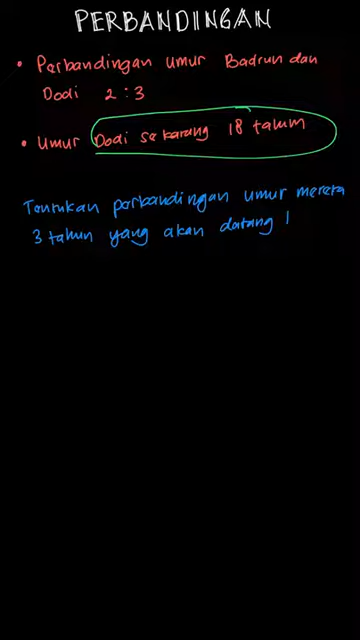 PERBANDINGAN
• Perbandingan umur Badrun dan
Dodi 2 : 3
• Umur Dodi sekarang 18 tahun
Tentukan perbandingan umur mereka
3 tahun yang akan datang !